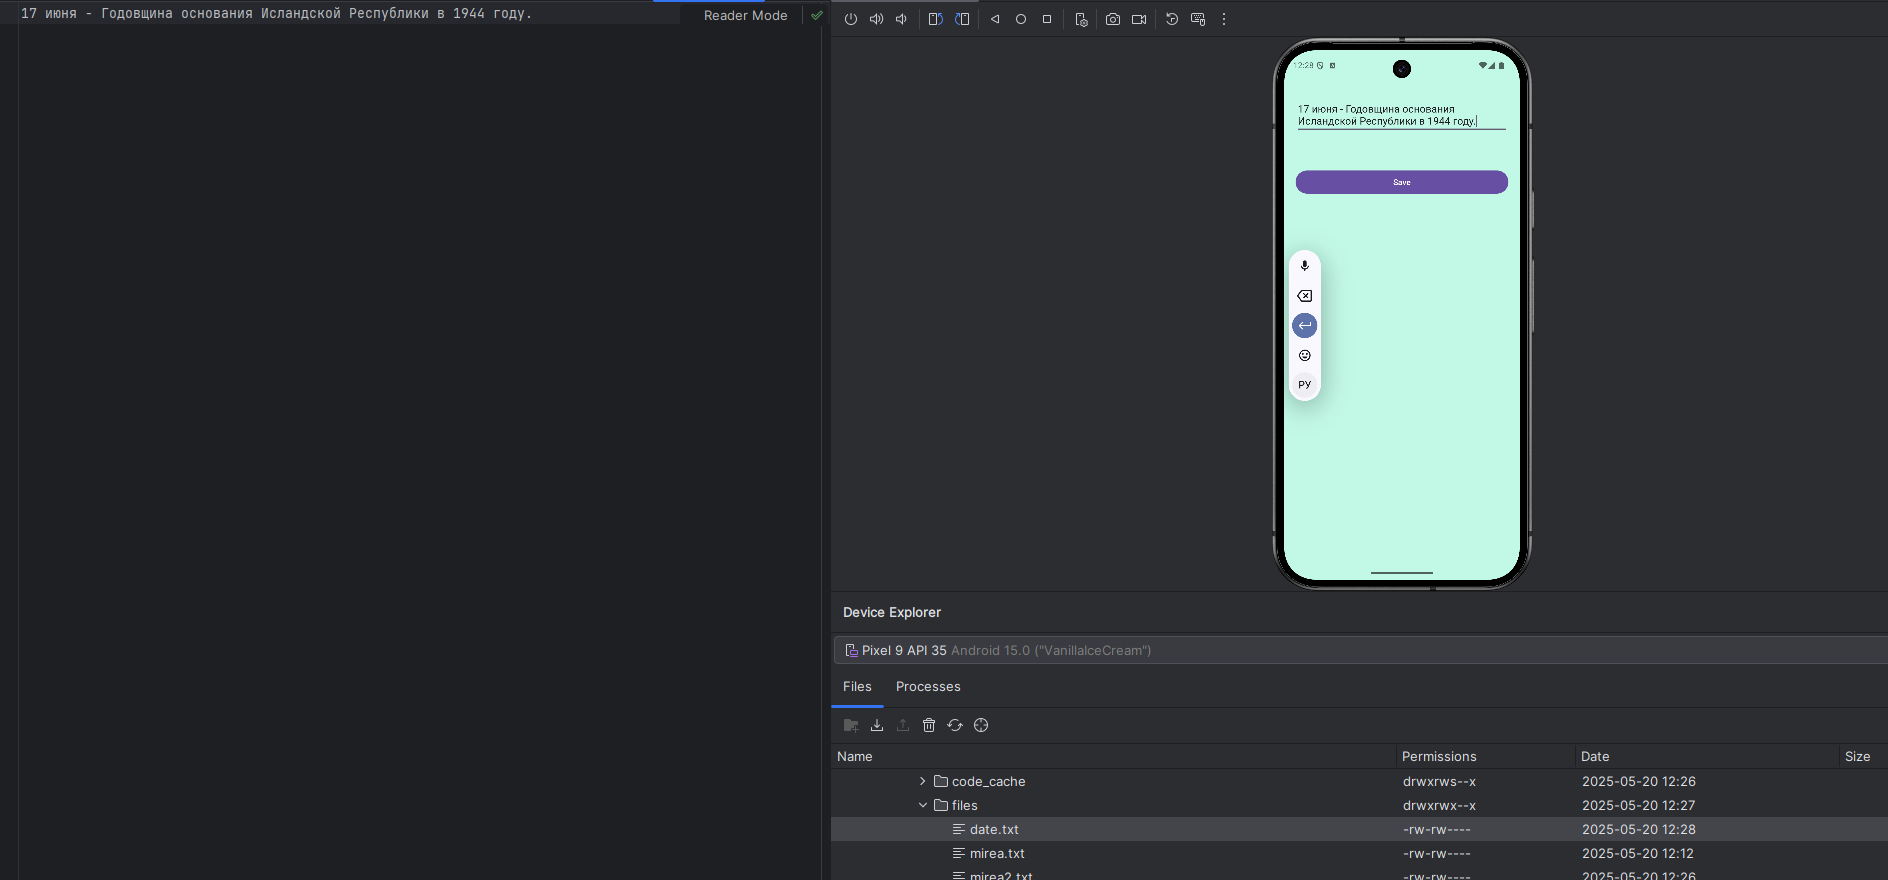 17 июня - Годовщина основания Исландской Республики в 1944 году.
Reader Mode
12:28
17 июня - Годовщина основания
Исландской Республики в 1944 году.
Save
РУ
Device Explorer
Pixel 9 API 35 Android 15.0 ("VanillaIceCream")
Files Processes
Name Permissions Date Size
code_cache drwxrws--x 2025-05-20 12:26
files drwxrwx--x 2025-05-20 12:27
date.txt -rw-rw---- 2025-05-20 12:28
mirea.txt -rw-rw---- 2025-05-20 12:12
mirea2.txt -rw-rw---- 2025-05-20 12:26